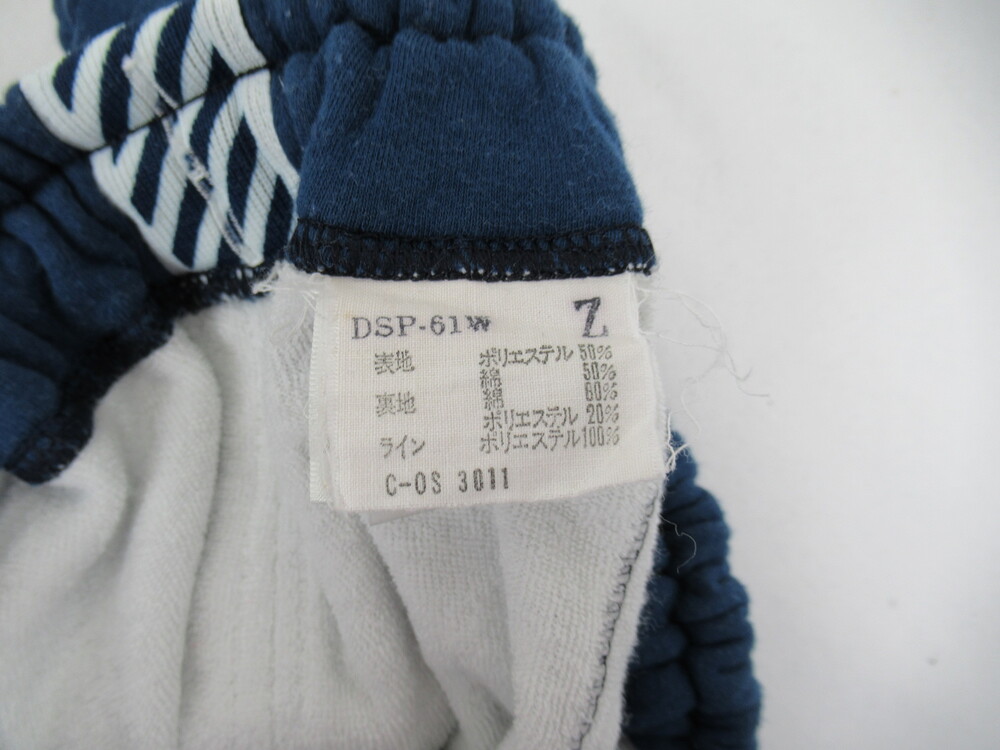 DSP-61W Z
表地 ポリエステル 50%
綿 50%
裏地 綿 80%
ポリエステル 20%
ライン ポリエステル100%
C-OS 3011